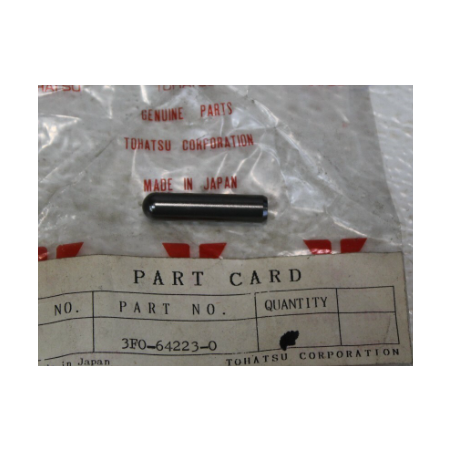 GENUINE PARTS
TOHATSU CORPORATION
MADE IN JAPAN
PART CARD
NO. PART NO. QUANTITY
3F0-64223-0
in Japan TOHATSU CORPORATION